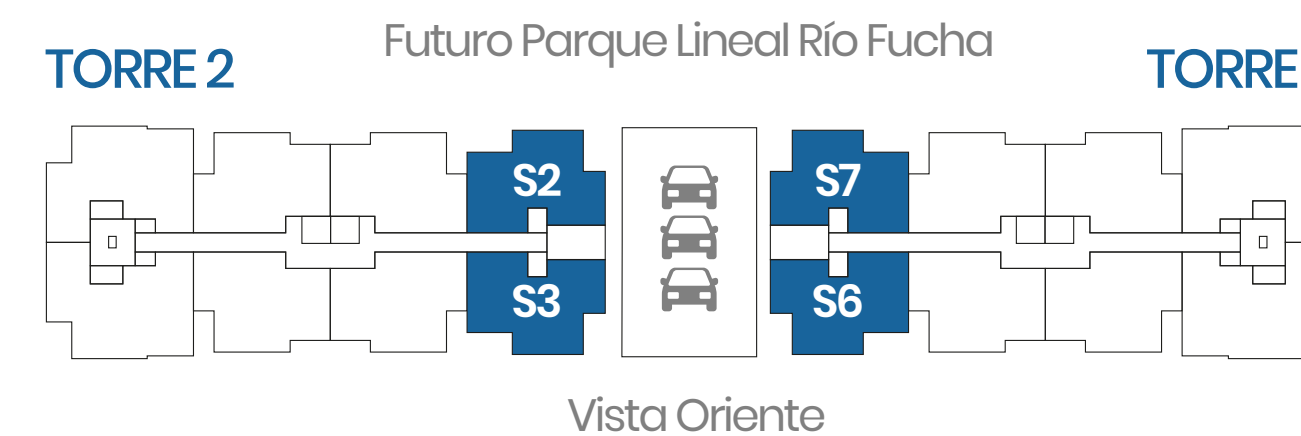 Futuro Parque Lineal Río Fucha
TORRE 2
TORRE
S2
S7
S3
S6
Vista Oriente